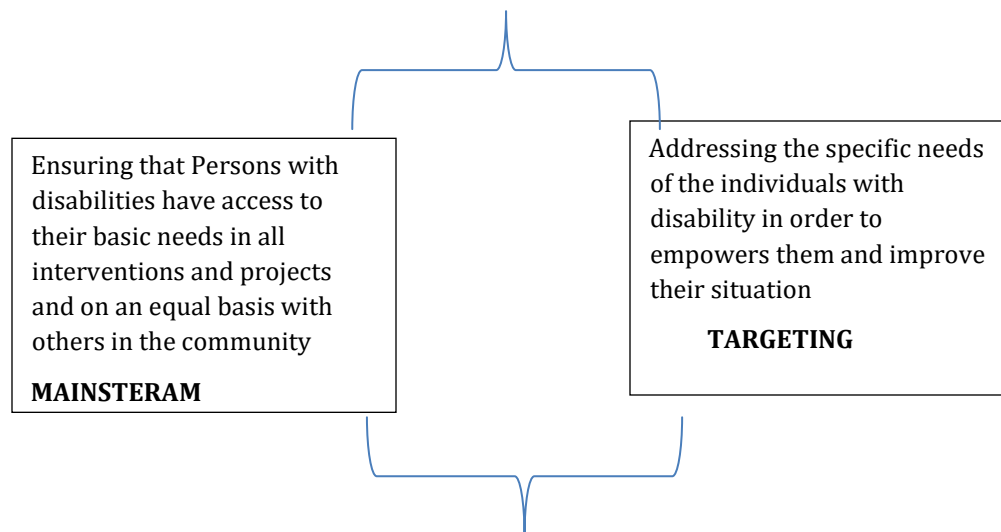 Ensuring that Persons with
disabilities have access to
their basic needs in all
interventions and projects
and on an equal basis with
others in the community
MAINSTERAM
Addressing the specific needs
of the individuals with
disability in order to
empowers them and improve
their situation
TARGETING